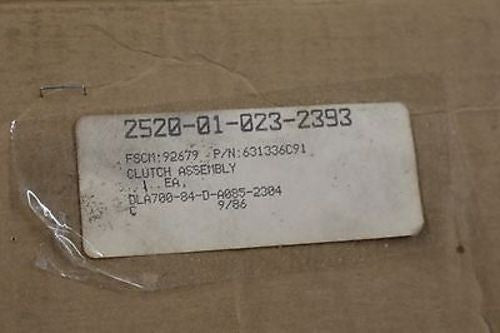 2520-01-023-2393
FSCM:92679 P/N:631336C91
CLUTCH ASSEMBLY
1 EA,
DLA700-84-D-A085-2304
C 9/86